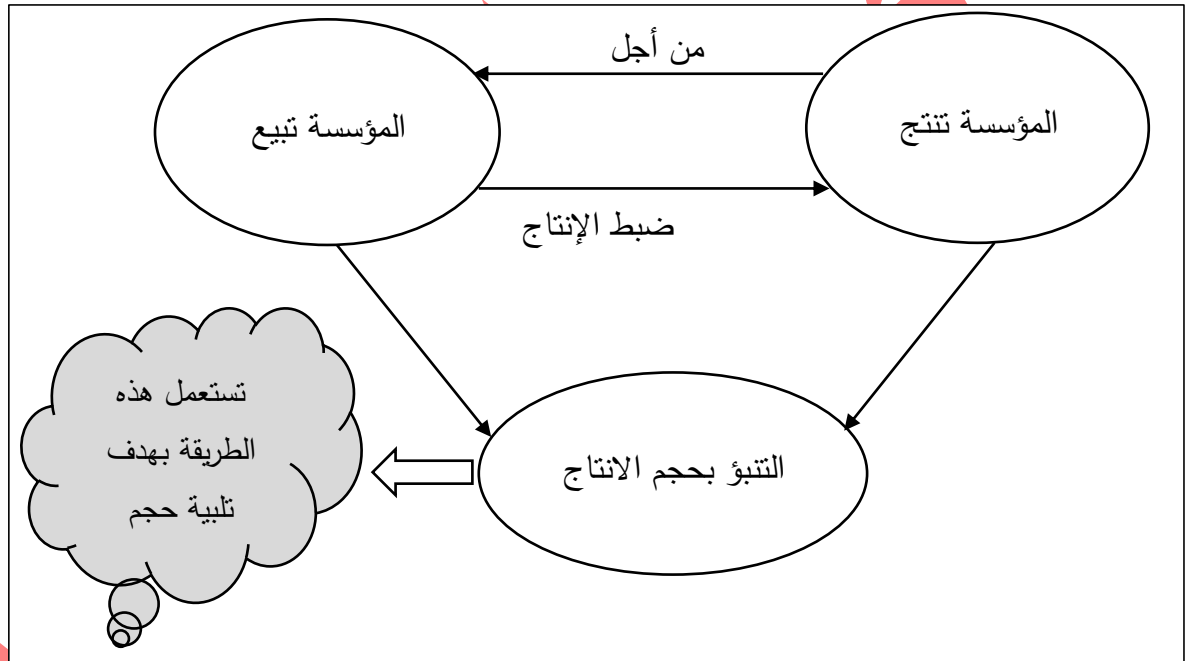 من أجل
المؤسسة تنتج
المؤسسة تبيع
ضبط الإنتاج
التنبؤ بحجم الانتاج
تستعمل هذه
الطريقة بهدف
تلبية حجم